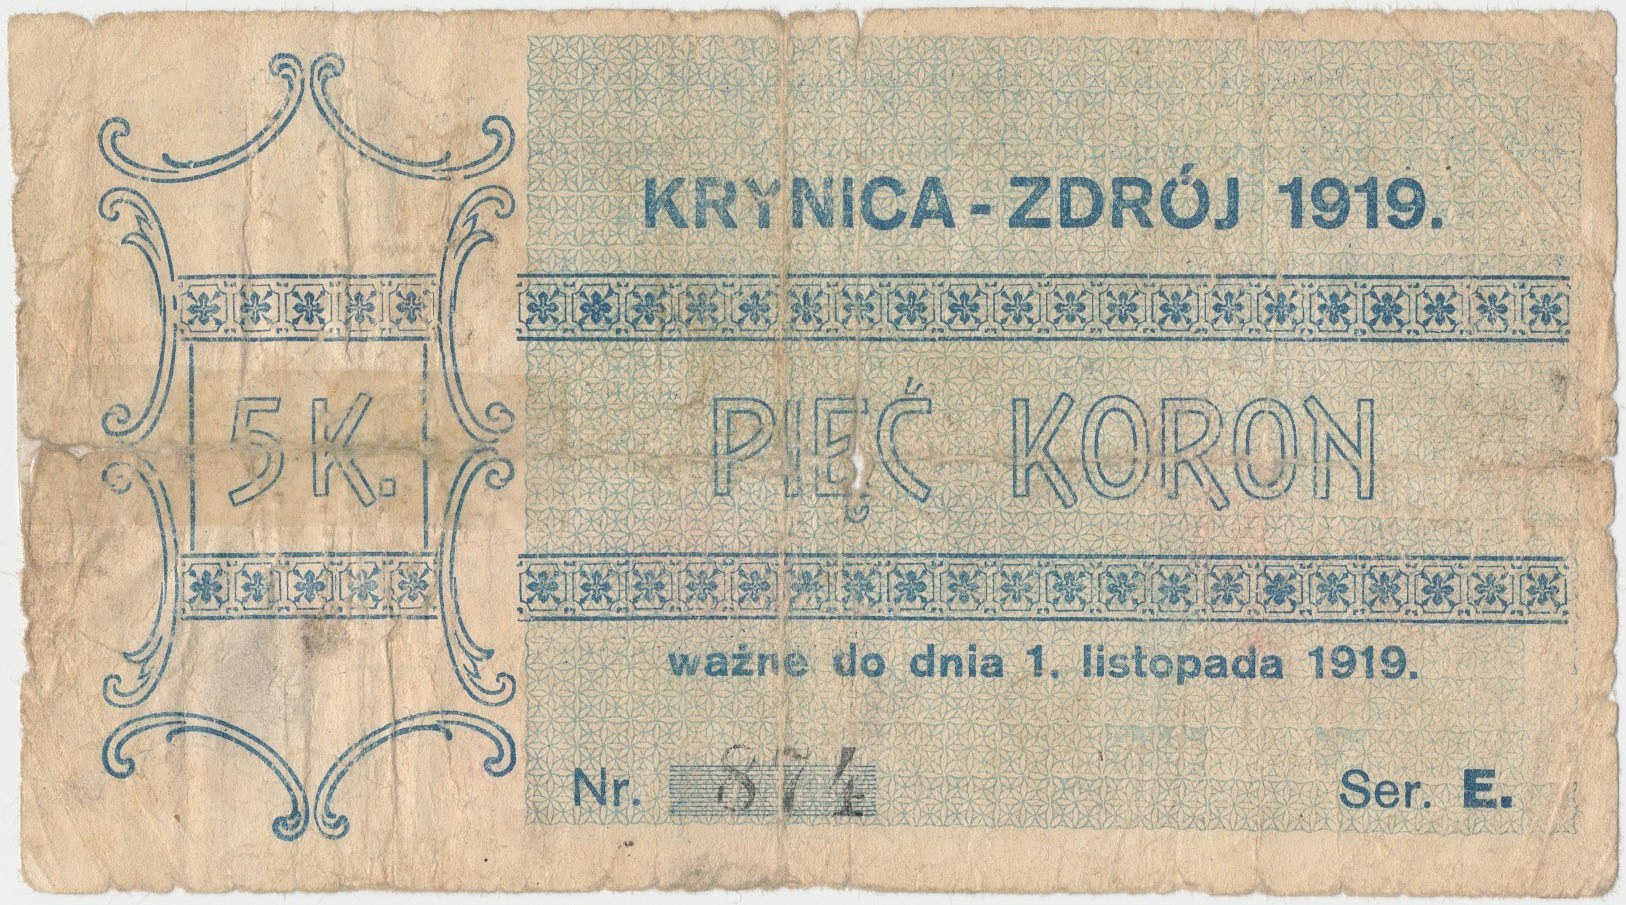 KRYNICA - ZDRÓJ 1919.
5 K.
PIĘĆ KORON
ważne do dnia 1. listopada 1919.
Nr. 874
Ser. E.